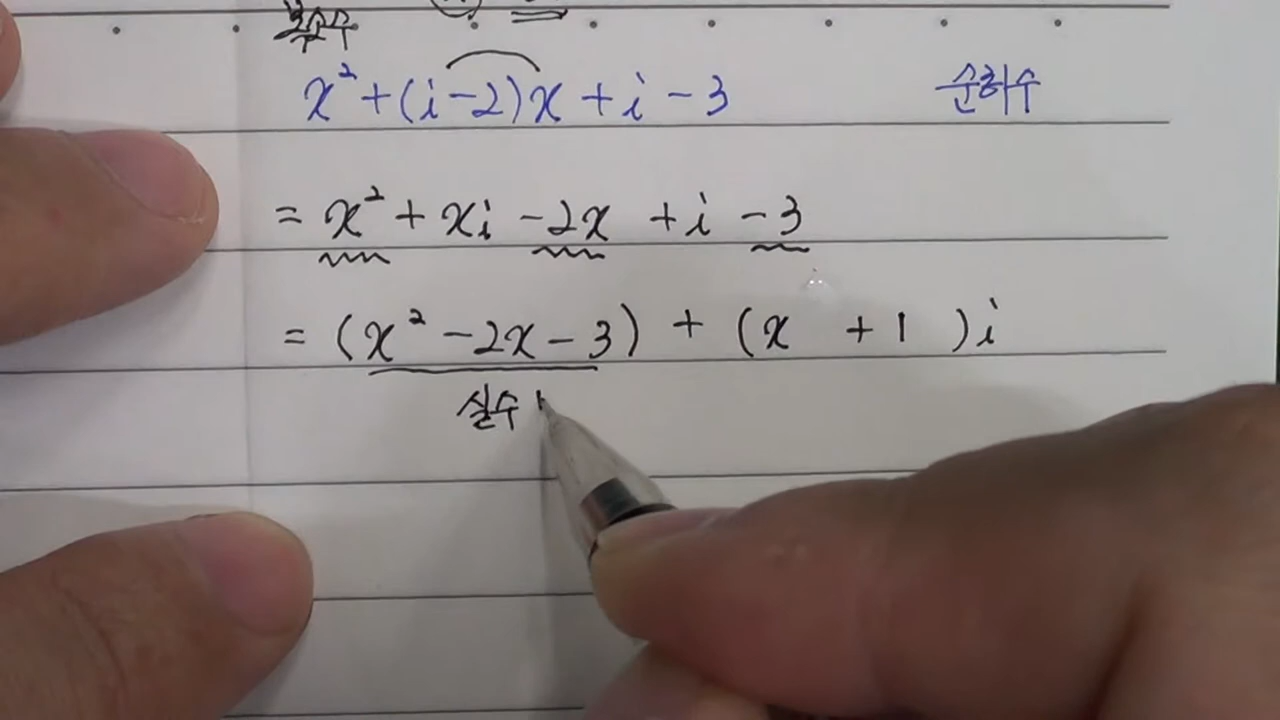 x² + (i - 2)x + i - 3 순허수
= x² + xi - 2x + i - 3
= (x² - 2x - 3) + (x + 1)i
실수